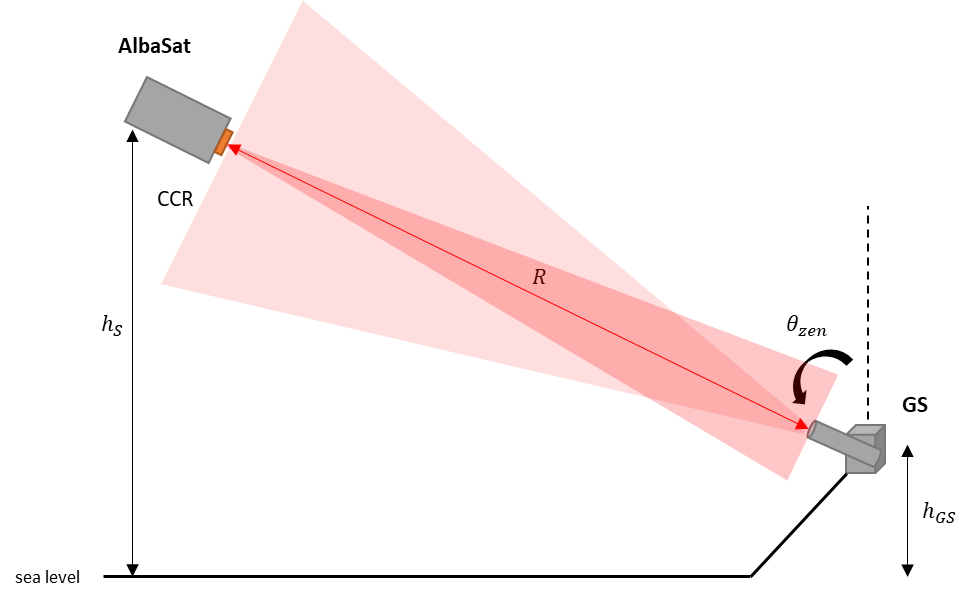 AlbaSat
CCR
R
h_S
θ_zen
GS
h_GS
sea level